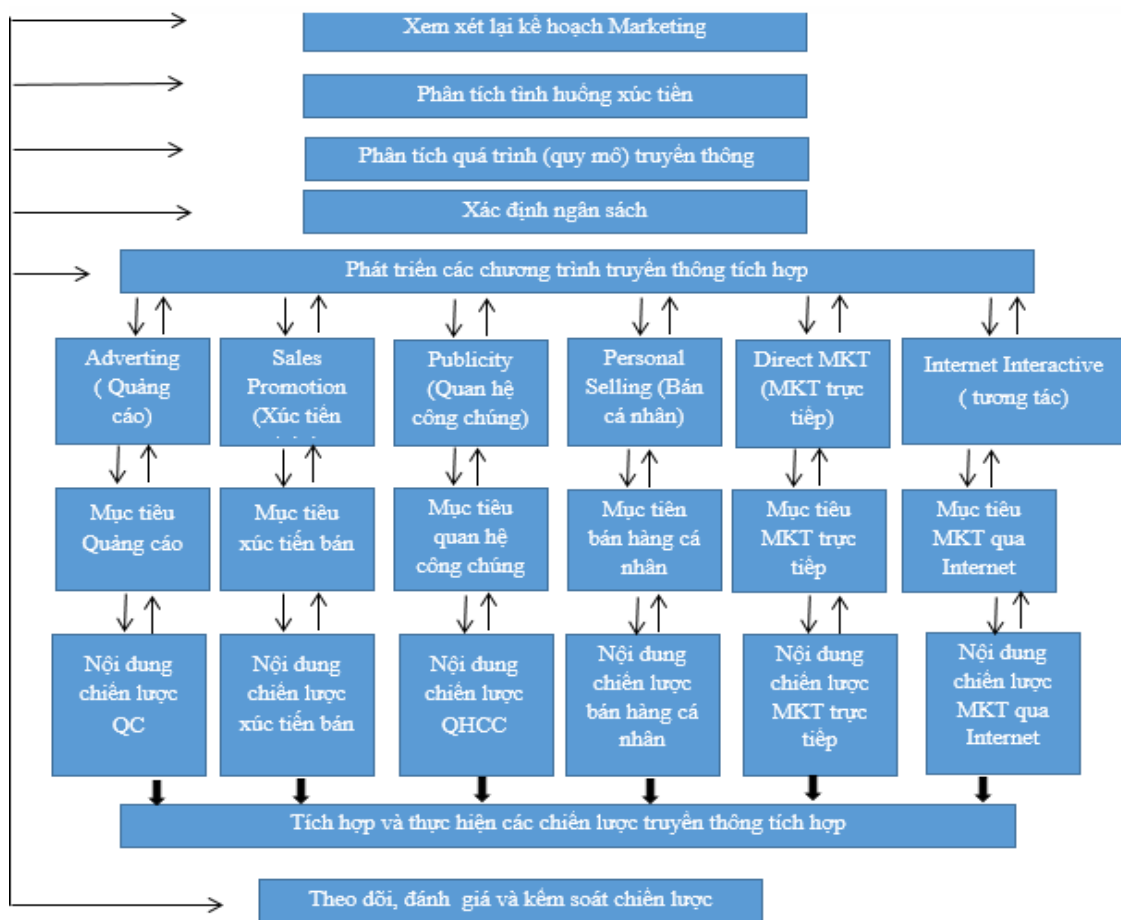 Xem xét lại kế hoạch Marketing
Phân tích tình huống xúc tiến
Phân tích quá trình (quy mô) truyền thông
Xác định ngân sách
Phát triển các chương trình truyền thông tích hợp
Adverting
( Quảng
cáo)
Sales
Promotion
(Xúc tiến
Publicity
(Quan hệ
công chúng)
Personal
Selling (Bán
cá nhân)
Direct MKT
(MKT trực
tiếp)
Internet Interactive
( tương tác)
Mục tiêu
Quảng cáo
Mục tiêu
xúc tiến bán
Mục tiêu
quan hệ
công chúng
Mục tiên
bán hàng cá
nhân
Mục tiêu
MKT trực
tiếp
Mục tiêu
MKT qua
Internet
Nội dung
chiến lược
QC
Nội dung
chiến lược
xúc tiến bán
Nội dung
chiến lược
QHCC
Nội dung
chiến lược
bán hàng cá
nhân
Nội dung
chiến lược
MKT trực
tiếp
Nội dung
chiến lược
MKT qua
Internet
Tích hợp và thực hiện các chiến lược truyền thông tích hợp
Theo dõi, đánh giá và kểm soát chiến lược